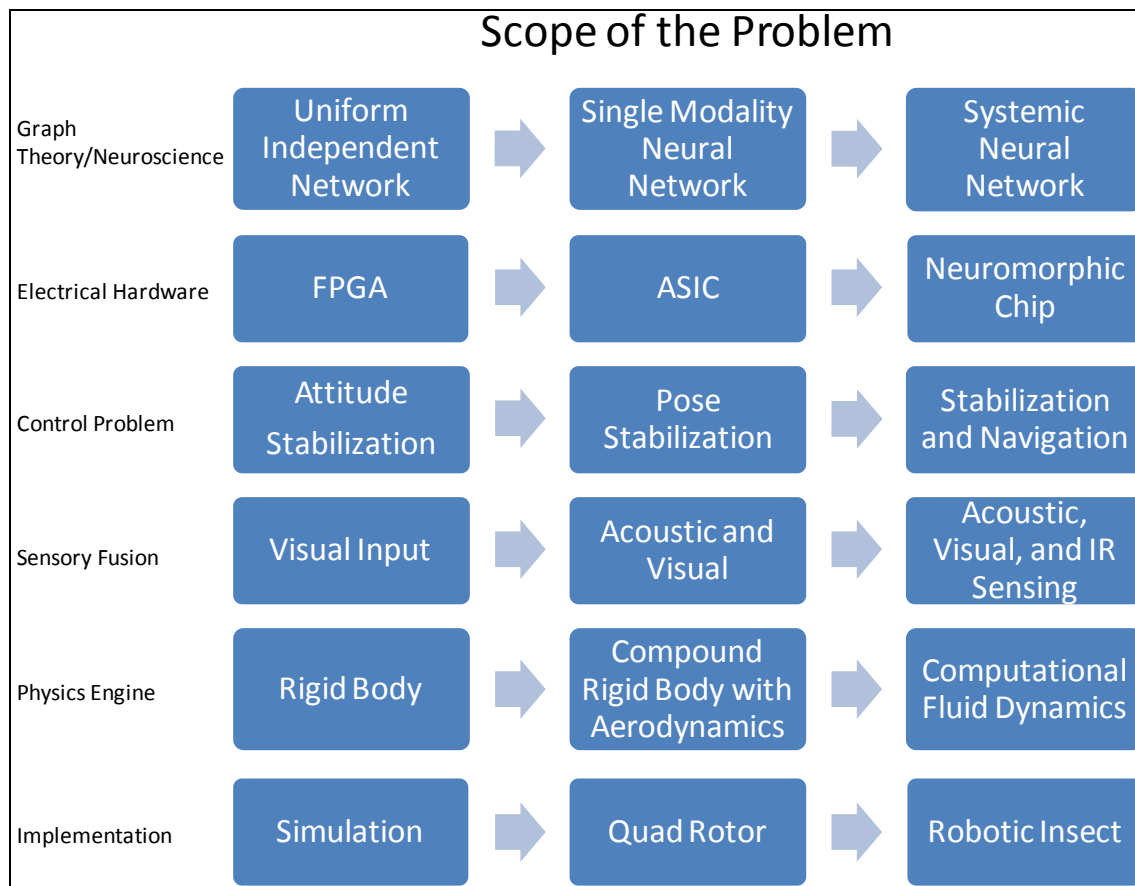 Scope of the Problem
Graph
Theory/Neuroscience
Uniform
Independent
Network
Single Modality
Neural
Network
Systemic
Neural
Network
Electrical Hardware
FPGA
ASIC
Neuromorphic
Chip
Control Problem
Attitude
Stabilization
Pose
Stabilization
Stabilization
and Navigation
Sensory Fusion
Visual Input
Acoustic and
Visual
Acoustic,
Visual, and IR
Sensing
Physics Engine
Rigid Body
Compound
Rigid Body with
Aerodynamics
Computational
Fluid Dynamics
Implementation
Simulation
Quad Rotor
Robotic Insect